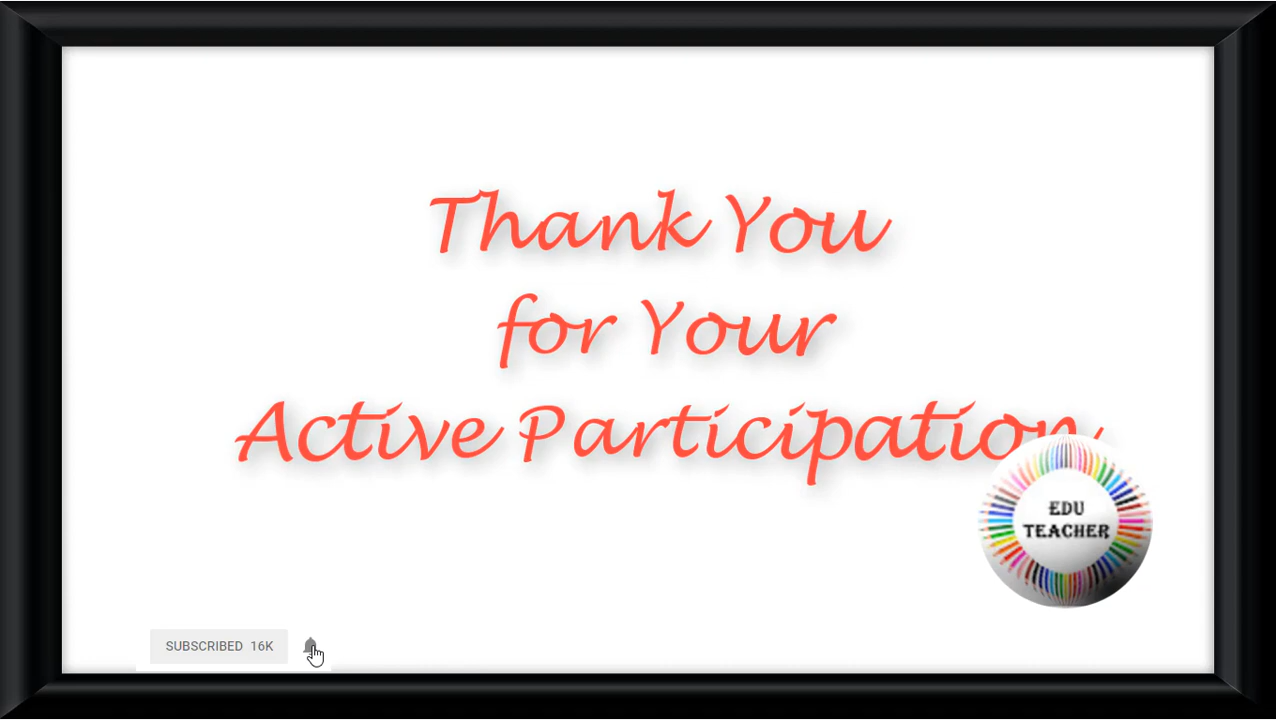 Thank You
for Your
Active Participation
EDU
TEACHER
SUBSCRIBED 16K